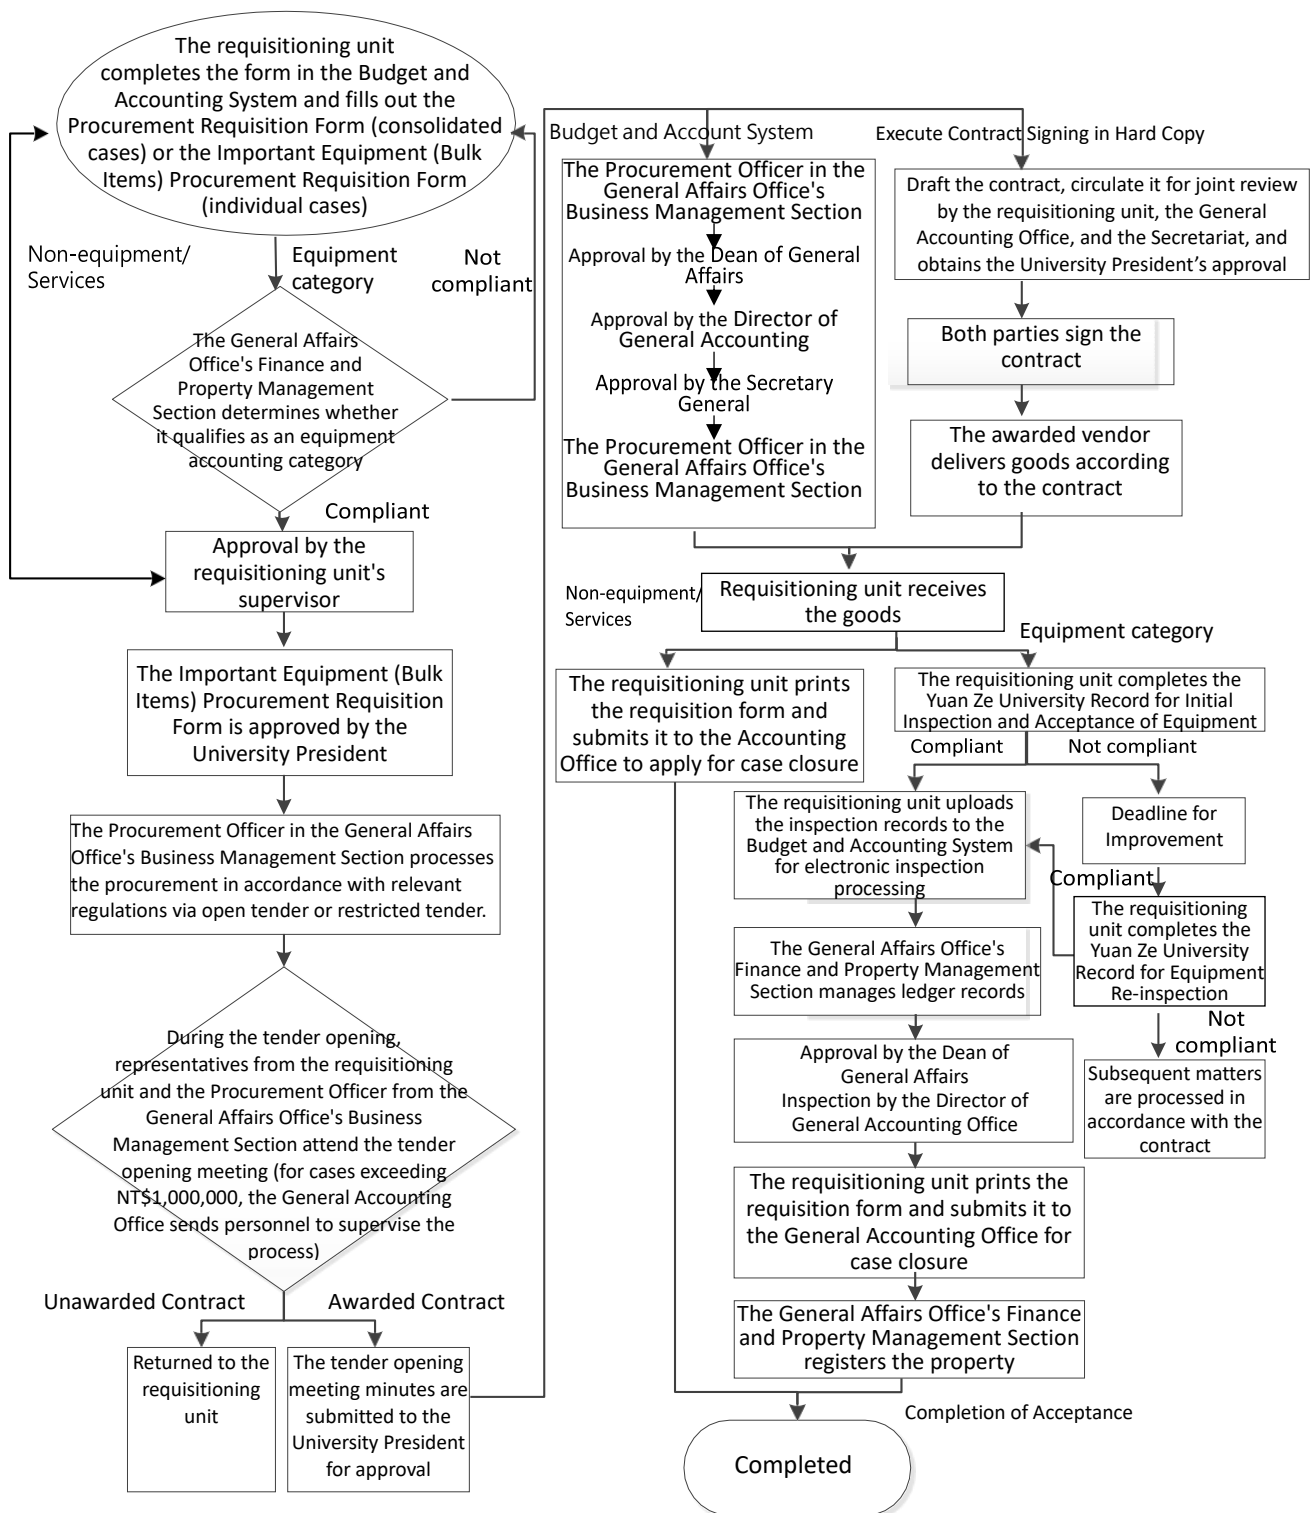 The requisitioning unit
completes the form in the Budget and
Accounting System and fills out the
Procurement Requisition Form (consolidated
cases) or the Important Equipment (Bulk
Items) Procurement Requisition Form
(individual cases)
Non-equipment/
Services
Equipment
category
Not
compliant
The General Affairs
Office's Finance and
Property Management
Section determines whether
it qualifies as an equipment
accounting category
Compliant
Approval by the
requisitioning unit's
supervisor
The Important Equipment (Bulk
Items) Procurement Requisition
Form is approved by the
University President
The Procurement Officer in the General Affairs
Office's Business Management Section processes
the procurement in accordance with relevant
regulations via open tender or restricted tender.
During the tender opening,
representatives from the requisitioning
unit and the Procurement Officer from the
General Affairs Office's Business
Management Section attend the tender
opening meeting (for cases exceeding
NT$1,000,000, the General Accounting
Office sends personnel to supervise the
process)
Unawarded Contract
Awarded Contract
Returned to the
requisitioning
unit
The tender opening
meeting minutes are
submitted to the
University President
for approval
Budget and Account System
The Procurement Officer in the
General Affairs Office's
Business Management Section
Approval by the Dean of General
Affairs
Approval by the Director of
General Accounting
Approval by the Secretary
General
The Procurement Officer in the
General Affairs Office's
Business Management Section
Execute Contract Signing in Hard Copy
Draft the contract, circulate it for joint review
by the requisitioning unit, the General
Accounting Office, and the Secretariat, and
obtains the University President's approval
Both parties sign the
contract
The awarded vendor
delivers goods according
to the contract
Requisitioning unit receives
the goods
Non-equipment/
Services
Equipment category
The requisitioning unit prints
the requisition form and
submits it to the Accounting
Office to apply for case closure
The requisitioning unit completes the
Yuan Ze University Record for Initial
Inspection and Acceptance of Equipment
Compliant
Not compliant
The requisitioning unit uploads
the inspection records to the
Budget and Accounting System
for electronic inspection
processing
Deadline for
Improvement
Compliant
The requisitioning
unit completes the
Yuan Ze University
Record for Equipment
Re-inspection
Not
compliant
Subsequent matters
are processed in
accordance with the
contract
The General Affairs Office's
Finance and Property Management
Section manages ledger records
Approval by the Dean of
General Affairs
Inspection by the Director of
General Accounting Office
The requisitioning unit prints the
requisition form and submits it to
the General Accounting Office for
case closure
The General Affairs Office's Finance
and Property Management Section
registers the property
Completion of Acceptance
Completed